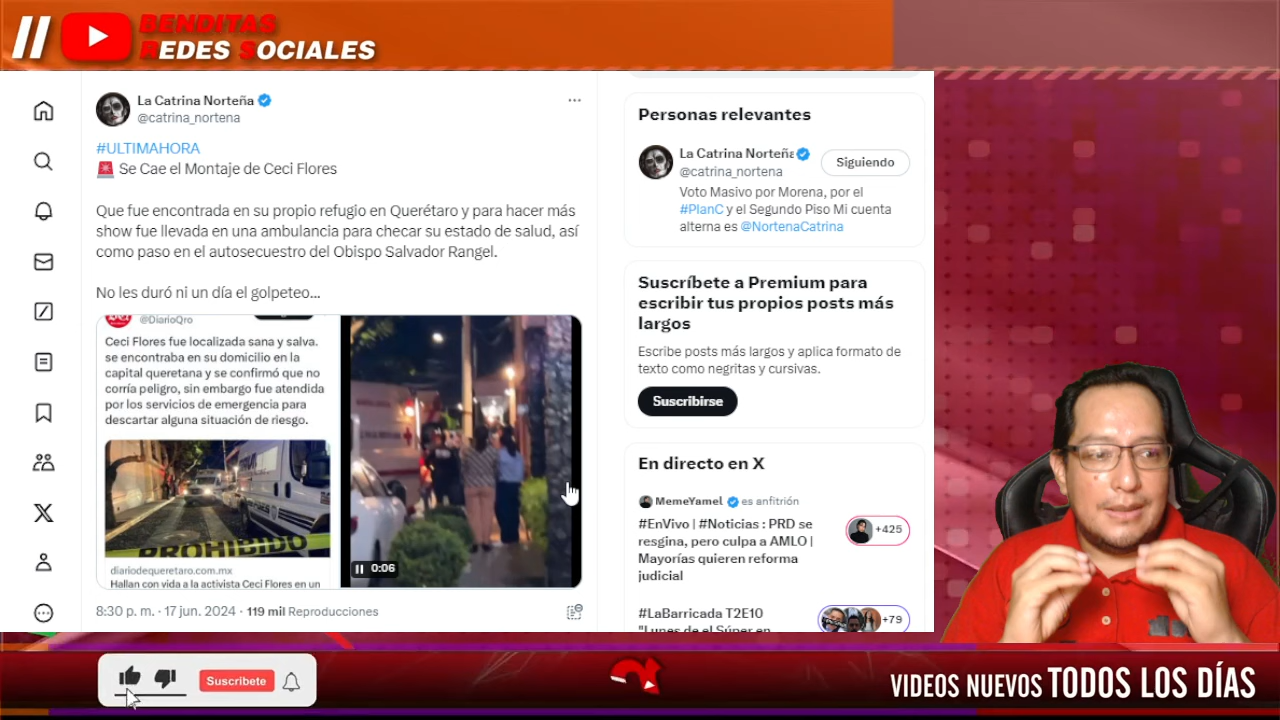 BENDITAS
REDES SOCIALES
La Catrina Norteña
@catrina_nortena
#ULTIMAHORA
🚨 Se Cae el Montaje de Ceci Flores
Que fue encontrada en su propio refugio en Querétaro y para hacer más
show fue llevada en una ambulancia para checar su estado de salud, así
como paso en el autosecuestro del Obispo Salvador Rangel.
No les duró ni un día el golpeteo...
@DiarioQro
Ceci Flores fue localizada sana y salva.
se encontraba en su domicilio en la
capital queretana y se confirmó que no
corría peligro, sin embargo fue atendida
por los servicios de emergencia para
descartar alguna situación de riesgo.
PROHIBIDO
diariodequeretaro.com.mx
Hallan con vida a la activista Ceci Flores en un
0:06
8:30 p. m. · 17 jun. 2024 · 119 mil Reproducciones
Personas relevantes
La Catrina Norteña
@catrina_nortena
Siguiendo
Voto Masivo por Morena, por el
#PlanC y el Segundo Piso Mi cuenta
alterna es @NortenaCatrina
Suscríbete a Premium para
escribir tus propios posts más
largos
Escribe posts más largos y aplica formato de
texto como negritas y cursivas.
Suscribirse
En directo en X
MemeYamel es anfitrión
#EnVivo | #Noticias : PRD se
resigna, pero culpa a AMLO |
Mayorías quieren reforma
judicial
+425
#LaBarricada T2E10
"Lunes de el Súper en
+79
Suscribete
VIDEOS NUEVOS TODOS LOS DÍAS